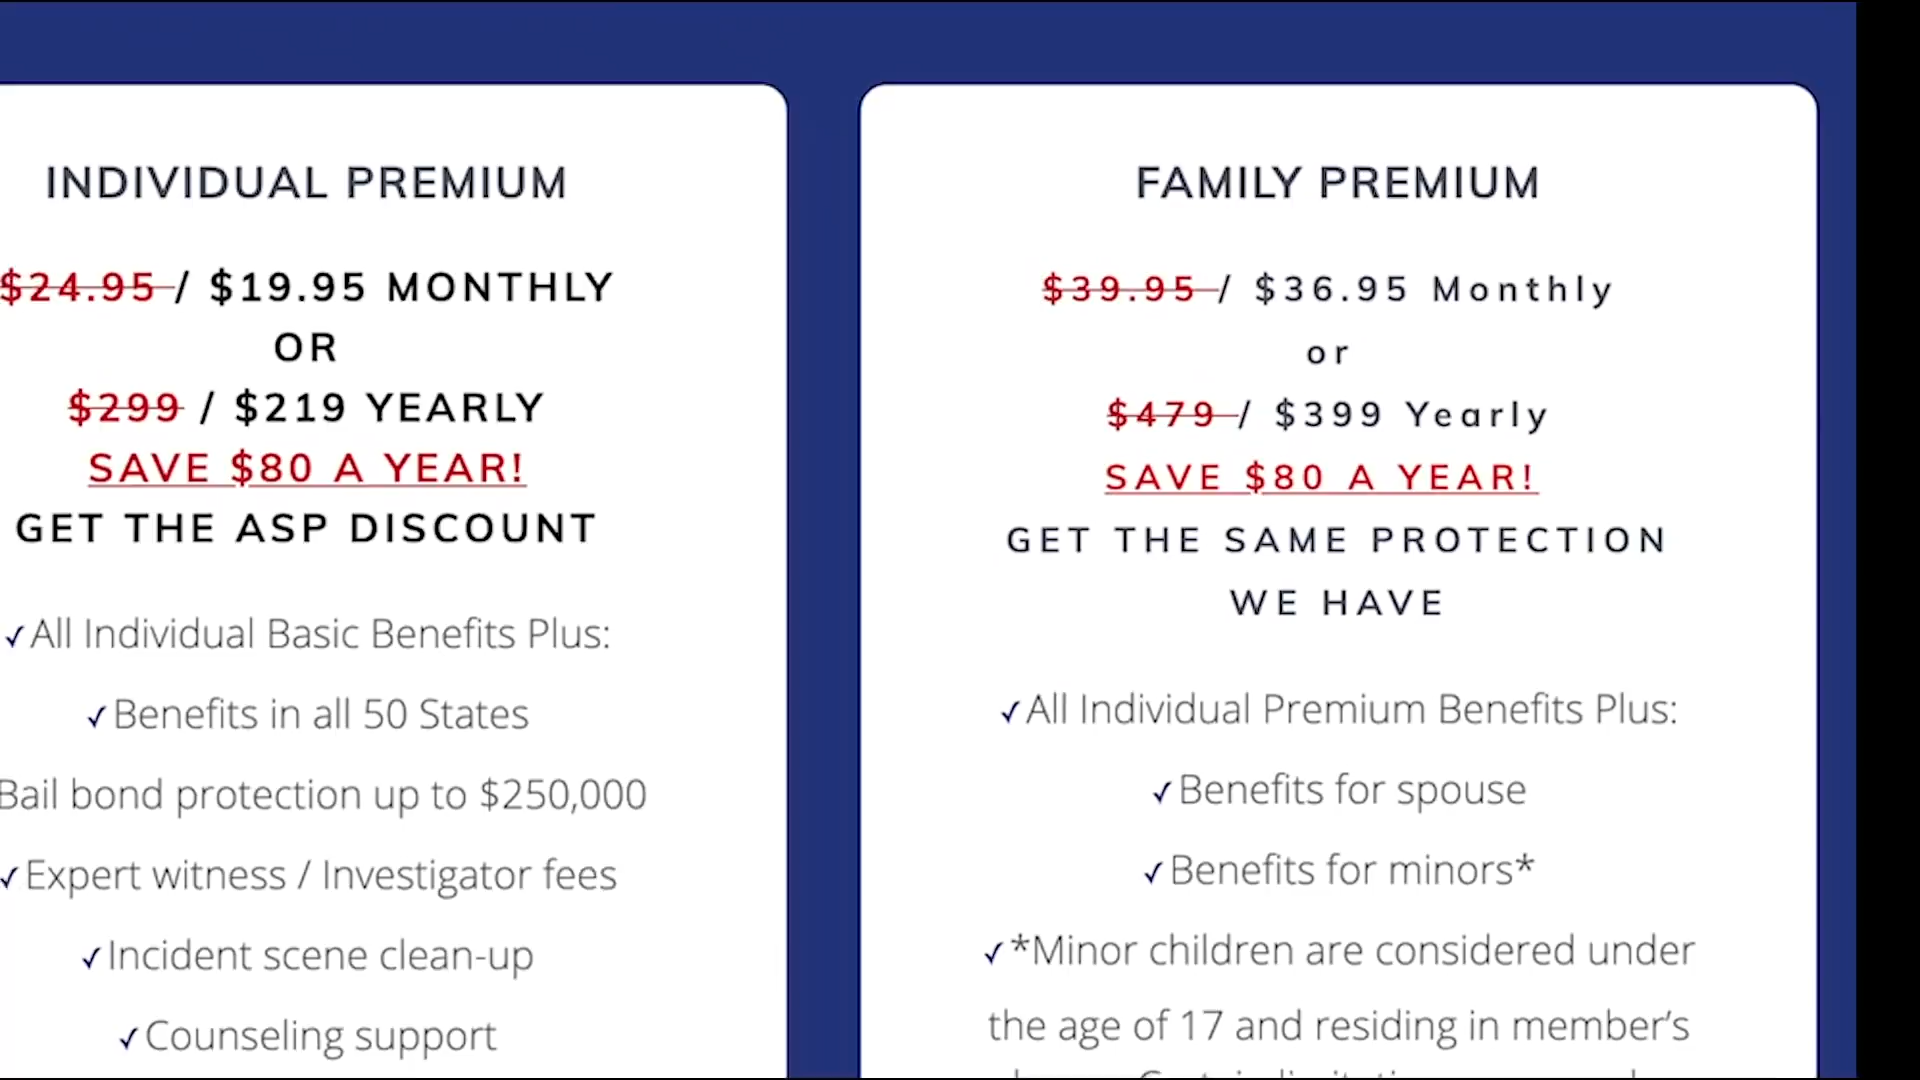 INDIVIDUAL PREMIUM
$24.95 / $19.95 MONTHLY
OR
$299 / $219 YEARLY
SAVE $80 A YEAR!
GET THE ASP DISCOUNT
✓All Individual Basic Benefits Plus:
✓Benefits in all 50 States
Bail bond protection up to $250,000
✓Expert witness / Investigator fees
✓Incident scene clean-up
✓Counseling support
FAMILY PREMIUM
$39.95 / $36.95 Monthly
or
$479 / $399 Yearly
SAVE $80 A YEAR!
GET THE SAME PROTECTION
WE HAVE
✓All Individual Premium Benefits Plus:
✓Benefits for spouse
✓Benefits for minors*
✓*Minor children are considered under
the age of 17 and residing in member's